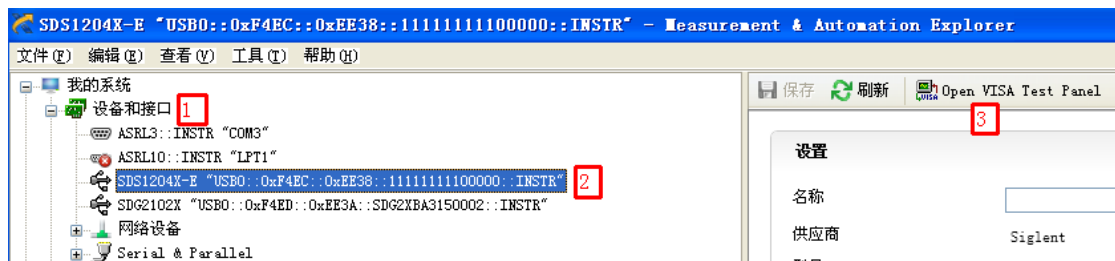 SDS1204X-E "USB0::0xF4EC::0xEE38::11111111100000::INSTR" - Measurement & Automation Explorer
文件(F) 编辑(E) 查看(V) 工具(T) 帮助(H)
我的系统
设备和接口 1
ASRL3::INSTR "COM3"
ASRL10::INSTR "LPT1"
SDS1204X-E "USB0::0xF4EC::0xEE38::11111111100000::INSTR" 2
SDG2102X "USB0::0xF4ED::0xEE3A::SDG2XBA3150002::INSTR"
网络设备
Serial & Parallel
保存 刷新 Open VISA Test Panel
3
设置
名称
供应商 Siglent